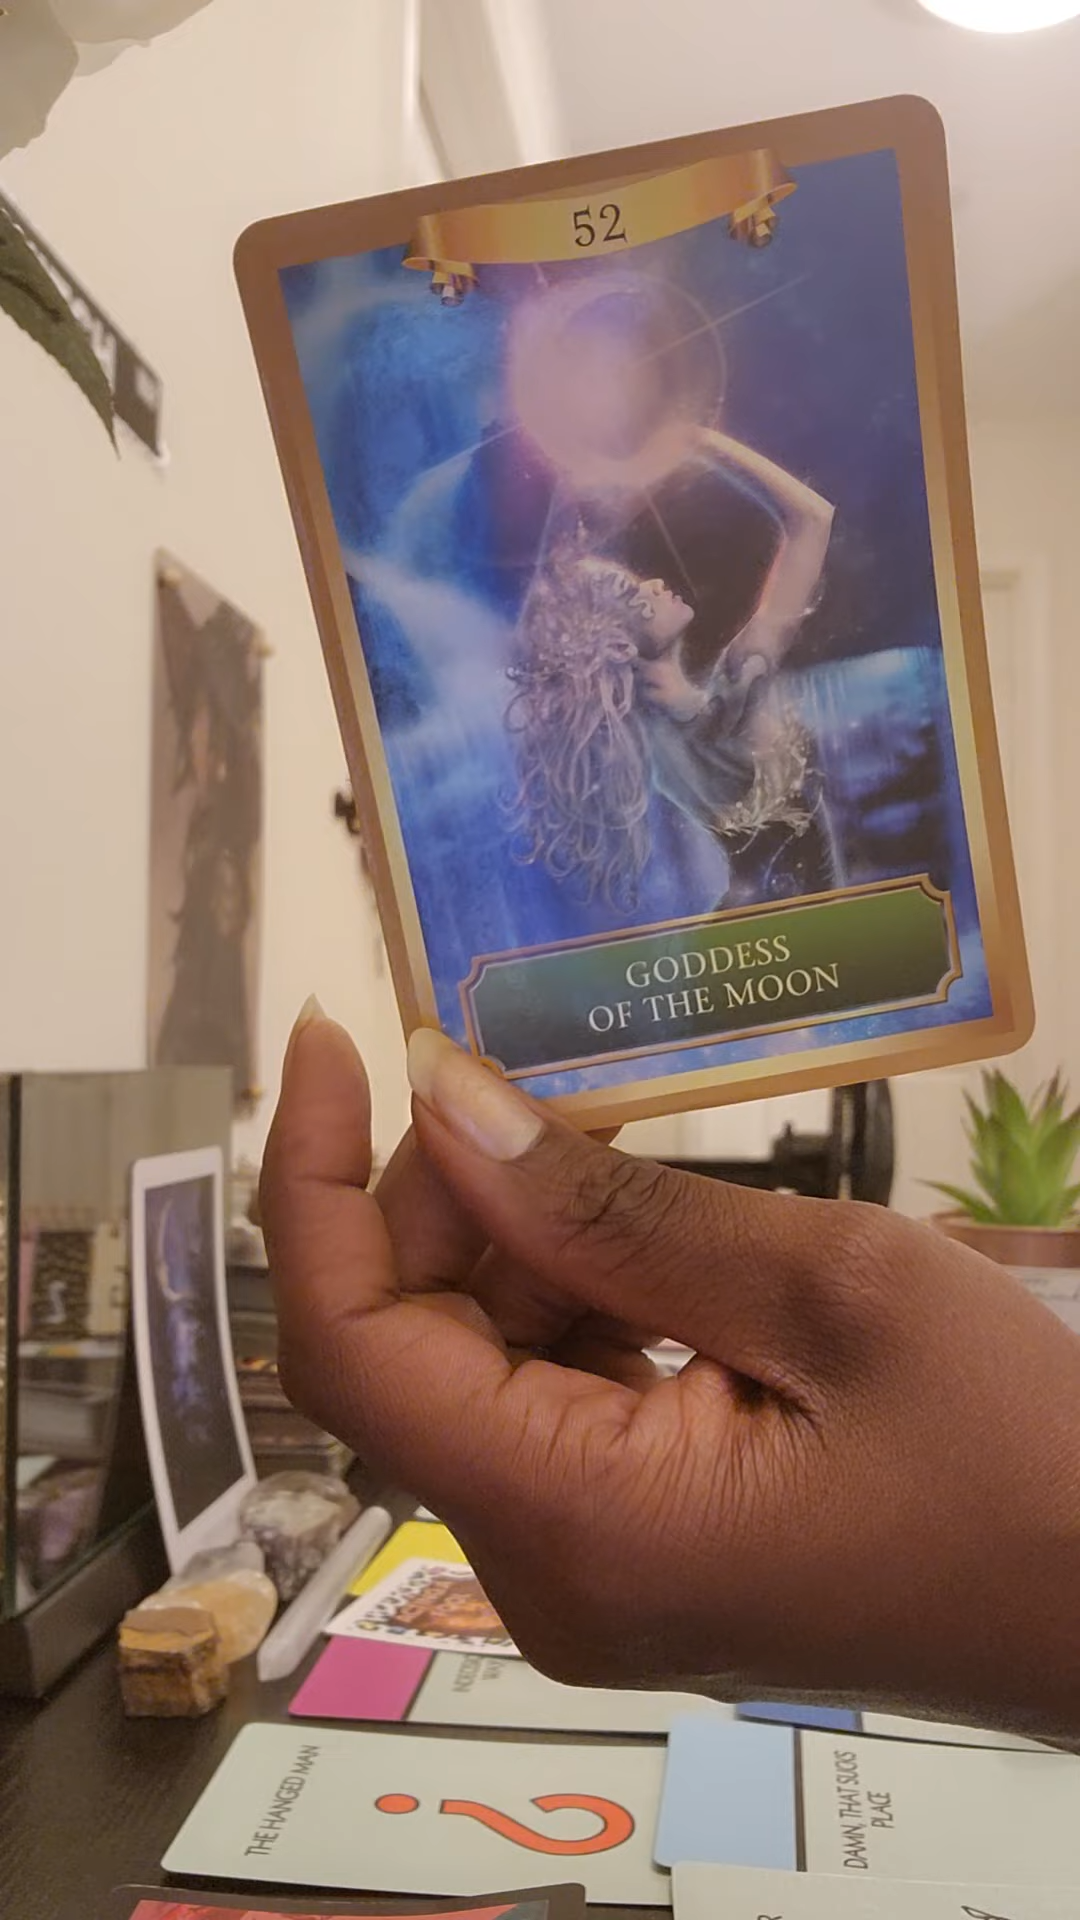 52
GODDESS
OF THE MOON
THE HANGED MAN
?
DAMN, THAT SUCKS
PLACE